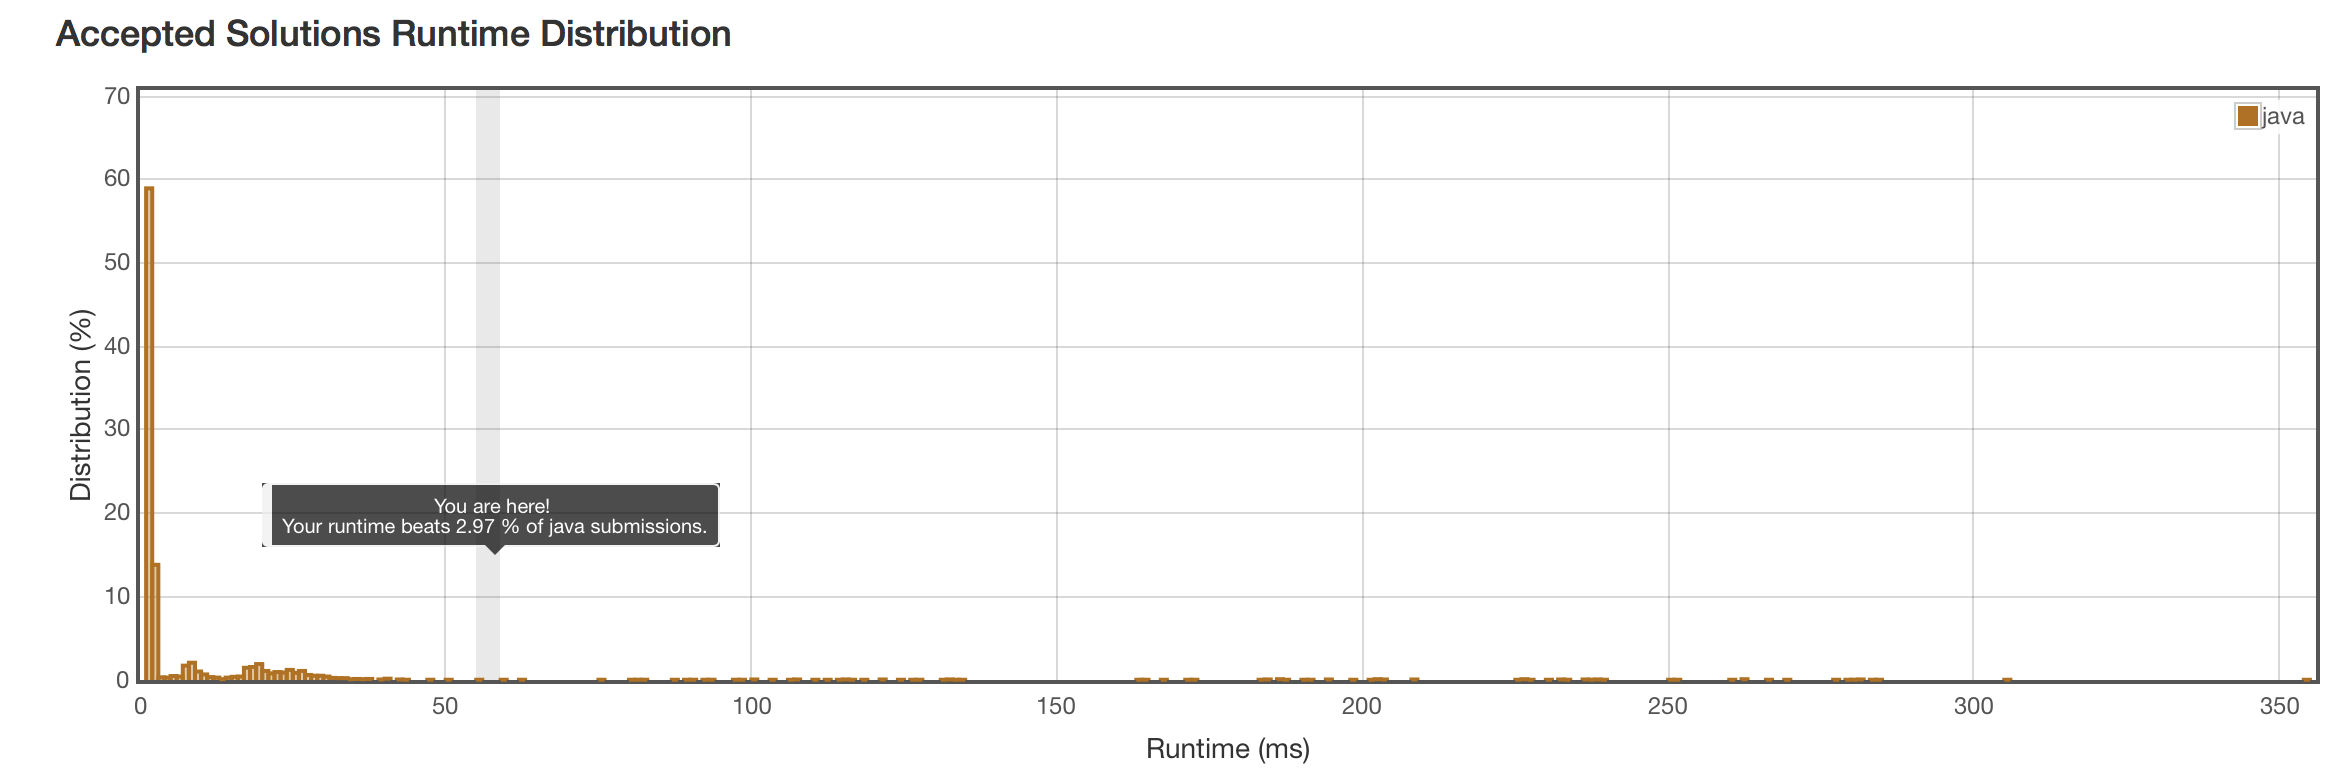 Accepted Solutions Runtime Distribution
70
60
50
40
30
20
10
0
Distribution (%)
java
You are here!
Your runtime beats 2.97 % of java submissions.
0 50 100 150 200 250 300 350
Runtime (ms)